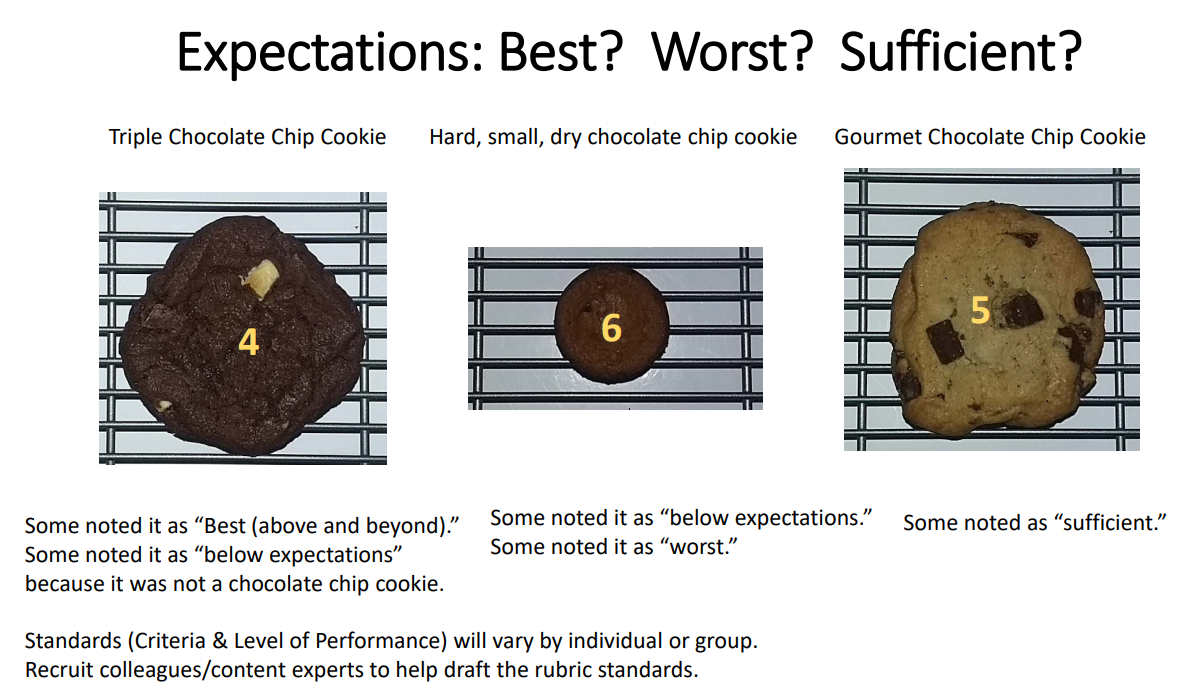 Expectations: Best? Worst? Sufficient?
Triple Chocolate Chip Cookie
Hard, small, dry chocolate chip cookie
Gourmet Chocolate Chip Cookie
4
6
5
Some noted it as “Best (above and beyond).”
Some noted it as “below expectations”
because it was not a chocolate chip cookie.
Some noted it as “below expectations.”
Some noted it as “worst.”
Some noted as “sufficient.”
Standards (Criteria & Level of Performance) will vary by individual or group.
Recruit colleagues/content experts to help draft the rubric standards.